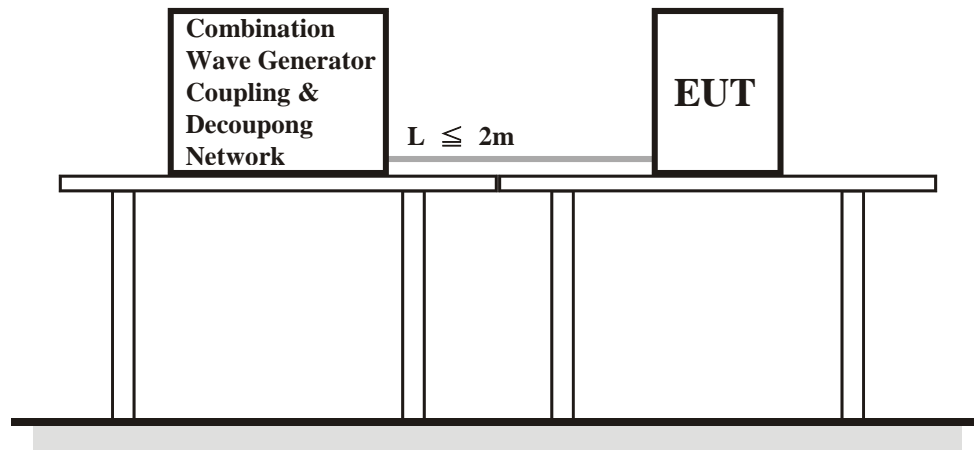 Combination
Wave Generator
Coupling &
Decoupong
Network
L ≦ 2m
EUT